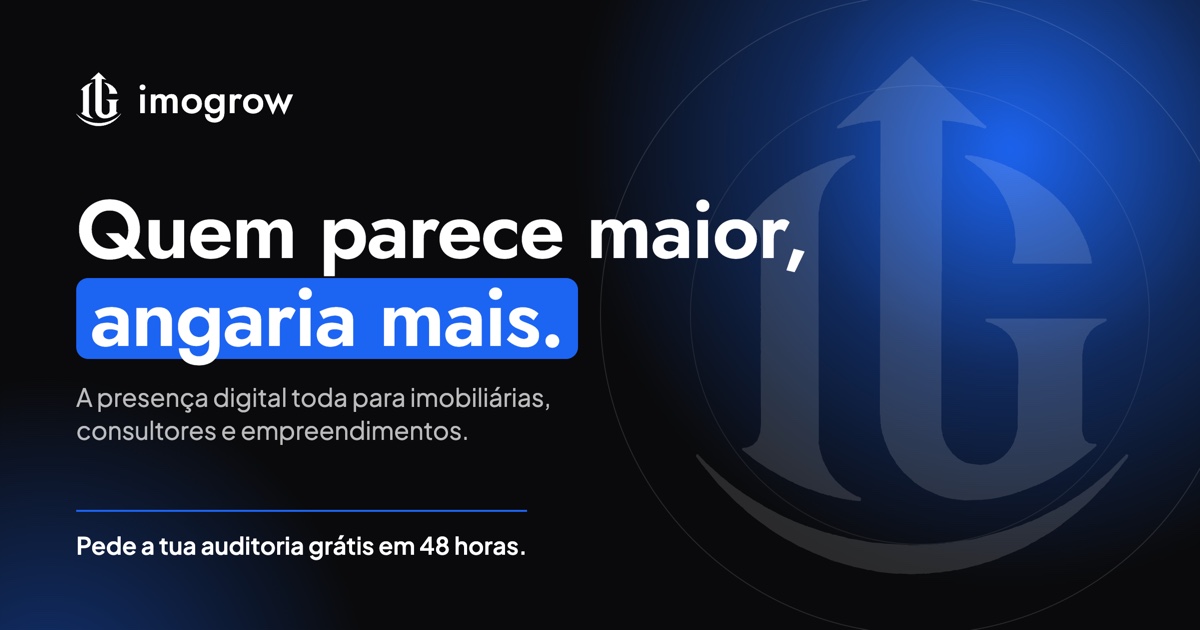 imogrow
Quem parece maior,
angaria mais.
A presença digital toda para imobiliárias,
consultores e empreendimentos.
Pede a tua auditoria grátis em 48 horas.